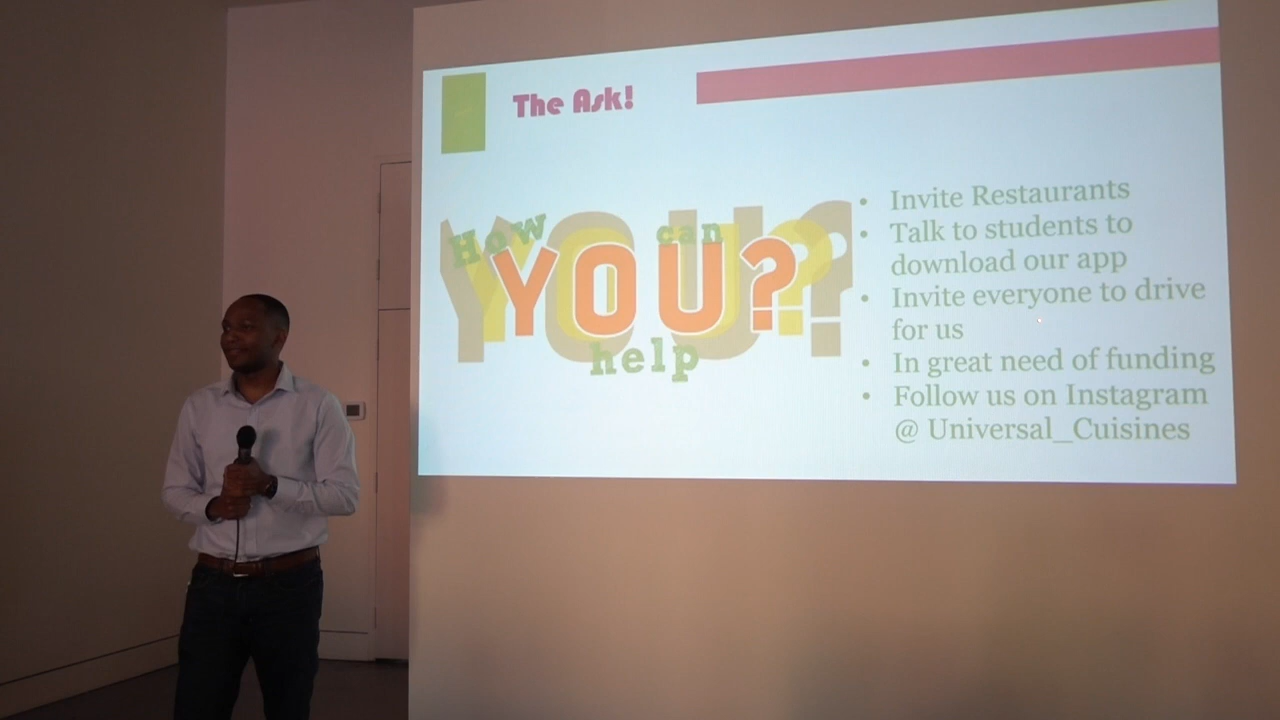 The Ask!
How can
YOU?
help
• Invite Restaurants
• Talk to students to
download our app
• Invite everyone to drive
for us
• In great need of funding
• Follow us on Instagram
@ Universal_Cuisines